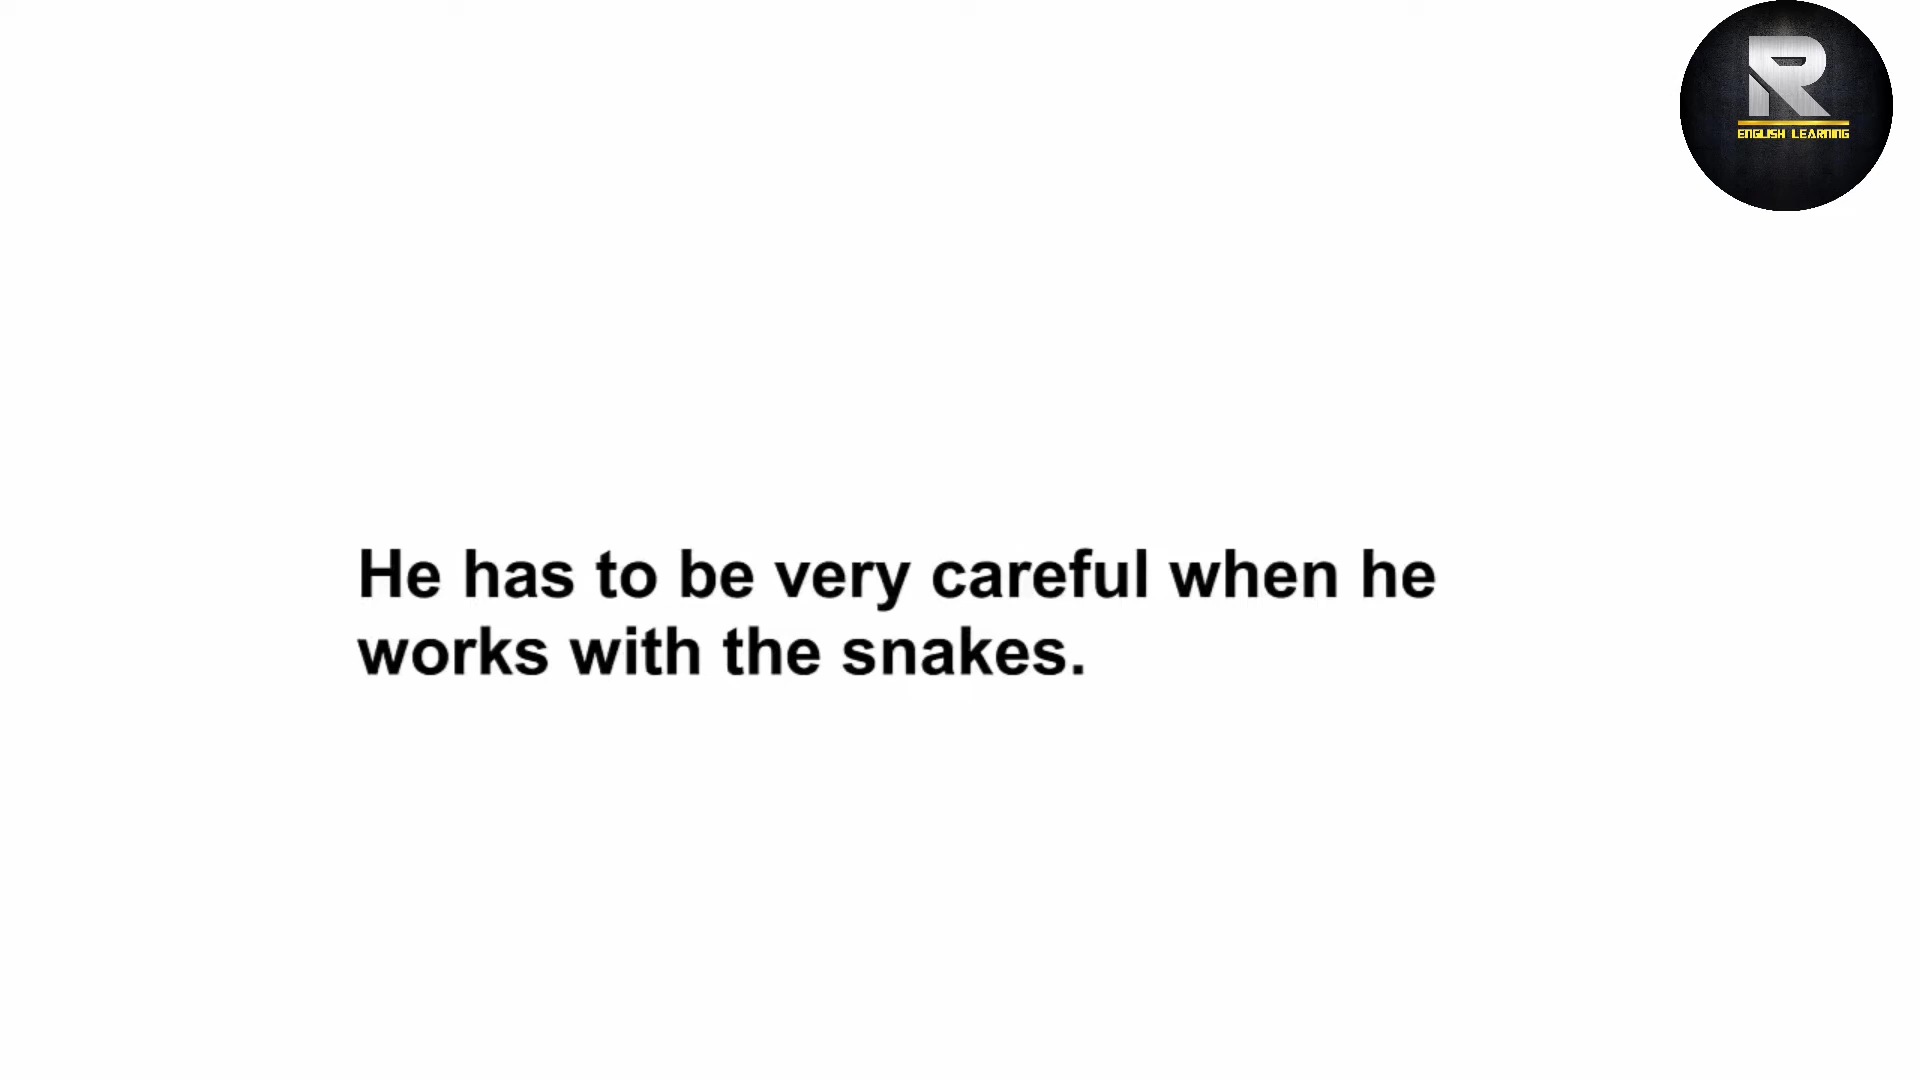 R
ENGLISH LEARNING
He has to be very careful when he
works with the snakes.